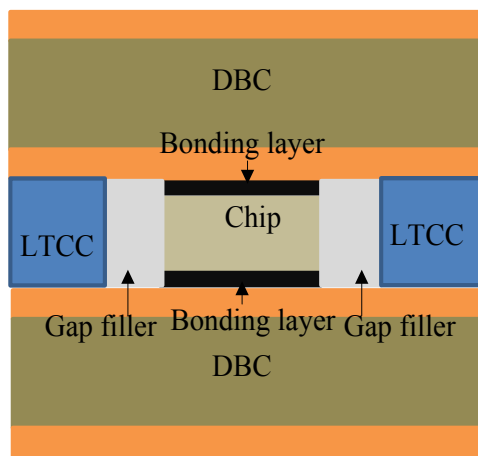 DBC
Bonding layer
Chip
LTCC
LTCC
Gap filler
Bonding layer
Gap filler
DBC